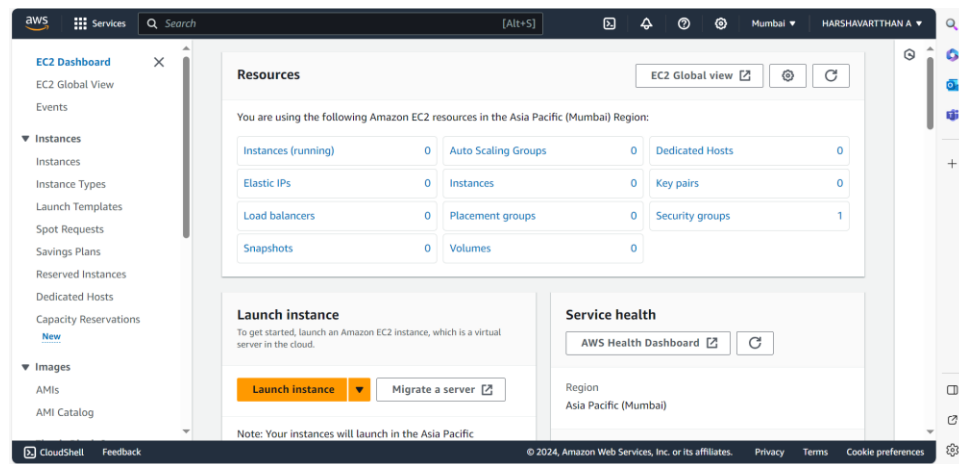 aws
Services
Search [Alt+S]
Mumbai ▼
HARSHAVARTTHAN A ▼
EC2 Dashboard
EC2 Global View
Events
Instances
Instances
Instance Types
Launch Templates
Spot Requests
Savings Plans
Reserved Instances
Dedicated Hosts
Capacity Reservations
New
Images
AMIs
AMI Catalog
Resources
EC2 Global view
You are using the following Amazon EC2 resources in the Asia Pacific (Mumbai) Region:
Instances (running) 0
Auto Scaling Groups 0
Dedicated Hosts 0
Elastic IPs 0
Instances 0
Key pairs 0
Load balancers 0
Placement groups 0
Security groups 1
Snapshots 0
Volumes 0
Launch instance
To get started, launch an Amazon EC2 instance, which is a virtual
server in the cloud.
Launch instance
Migrate a server
Note: Your instances will launch in the Asia Pacific
Service health
AWS Health Dashboard
Region
Asia Pacific (Mumbai)
CloudShell
Feedback
© 2024, Amazon Web Services, Inc. or its affiliates.
Privacy
Terms
Cookie preferences